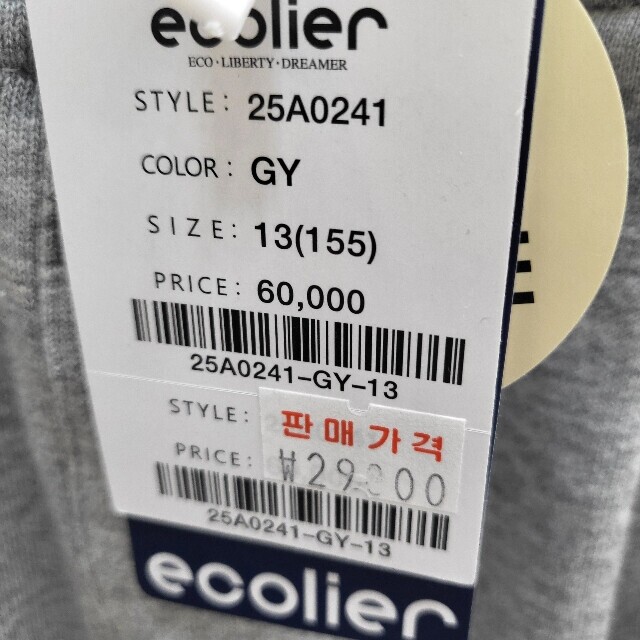 ecolier
ECO·LIBERTY·DREAMER
STYLE: 25A0241
COLOR: GY
SIZE: 13(155)
PRICE: 60,000
25A0241-GY-13
STYLE:
판매가격
PRICE:
25A0241-GY-13
ecolier